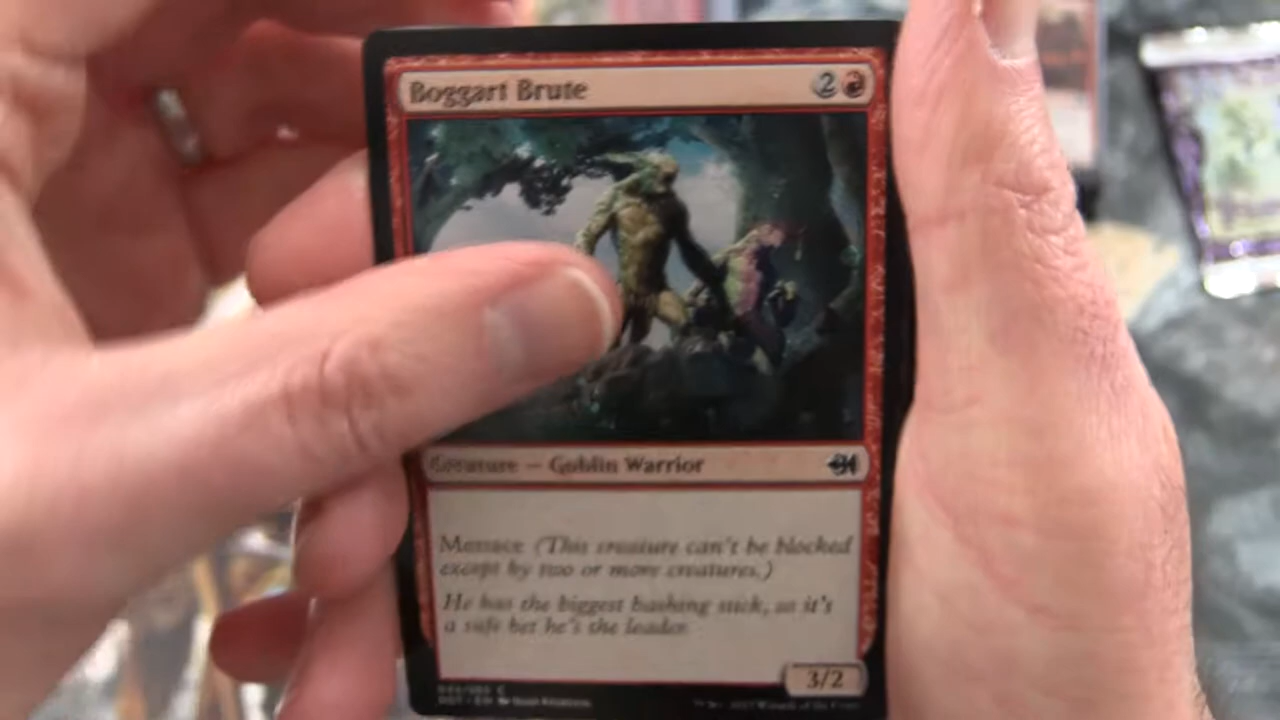 Boggart Brute 2
Creature — Goblin Warrior
Menace (This creature can't be blocked
except by two or more creatures.)
He has the biggest bashing stick, so it's
a safe bet he's the leader.
3/2